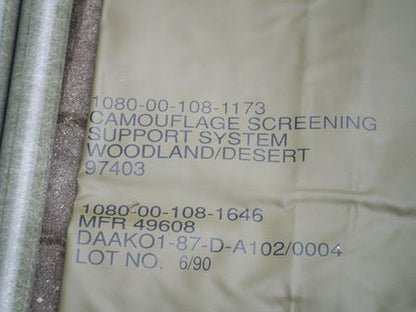 1080-00-108-1173
CAMOUFLAGE SCREENING
SUPPORT SYSTEM
WOODLAND/DESERT
97403
1080-00-108-1646
MFR 49608
DAAKO1-87-D-A102/0004
LOT NO. 6/90